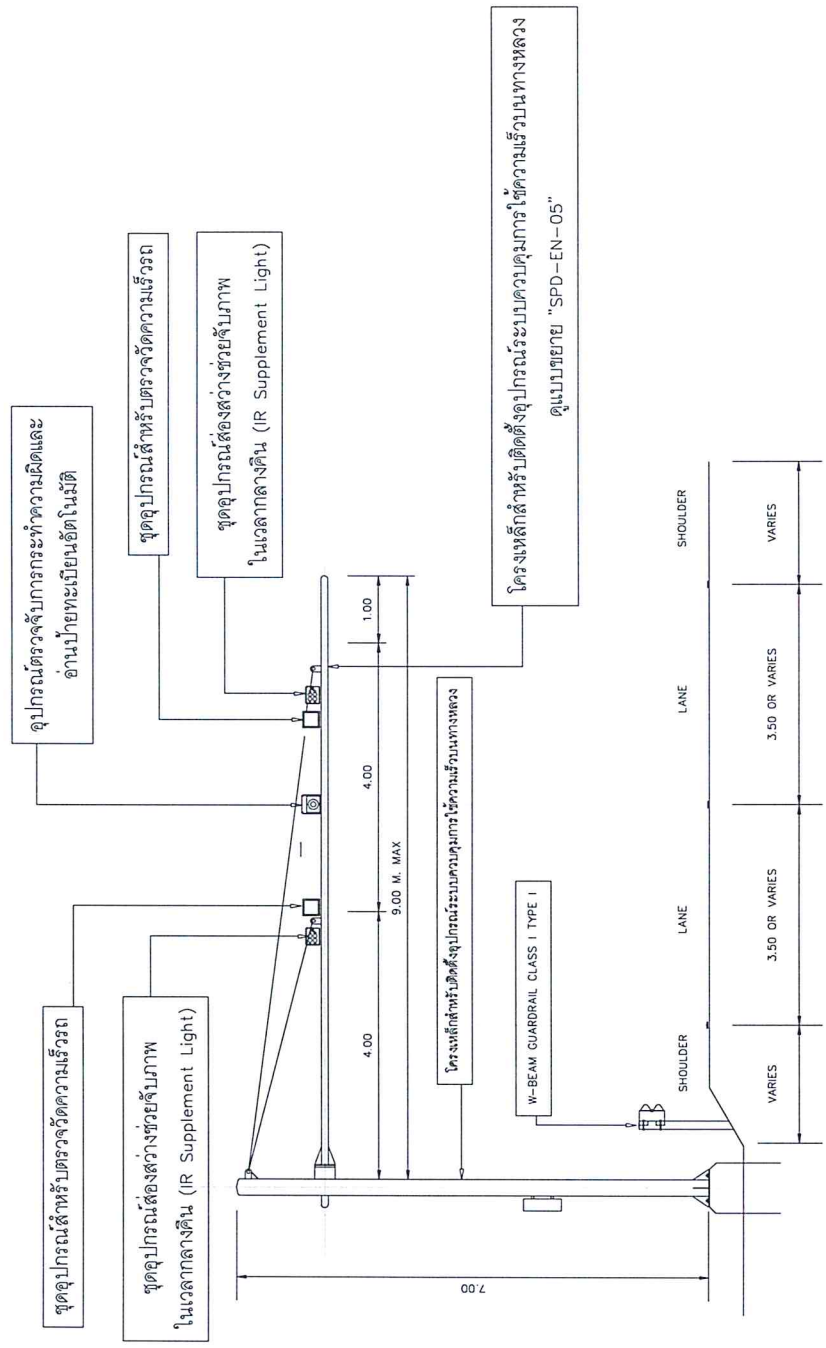 อุปกรณ์ตรวจจับการกระทำความผิดและ
อ่านป้ายทะเบียนอัตโนมัติ
ชุดอุปกรณ์สำหรับตรวจวัดความเร็วรถ
ชุดอุปกรณ์ส่องสว่างช่วยจับภาพ
ในเวลากลางคืน (IR Supplement Light)
ชุดอุปกรณ์สำหรับตรวจวัดความเร็วรถ
ชุดอุปกรณ์ส่องสว่างช่วยจับภาพ
ในเวลากลางคืน (IR Supplement Light)
4.00
4.00
1.00
9.00 M. MAX
7.00
โครงเหล็กสำหรับติดตั้งอุปกรณ์ระบบควบคุมการใช้ความเร็วบนทางหลวง
โครงเหล็กสำหรับติดตั้งอุปกรณ์ระบบควบคุมการใช้ความเร็วบนทางหลวง
ดูแบบขยาย "SPD-EN-05"
W-BEAM GUARDRAIL CLASS I TYPE I
SHOULDER
LANE
LANE
SHOULDER
VARIES
3.50 OR VARIES
3.50 OR VARIES
VARIES